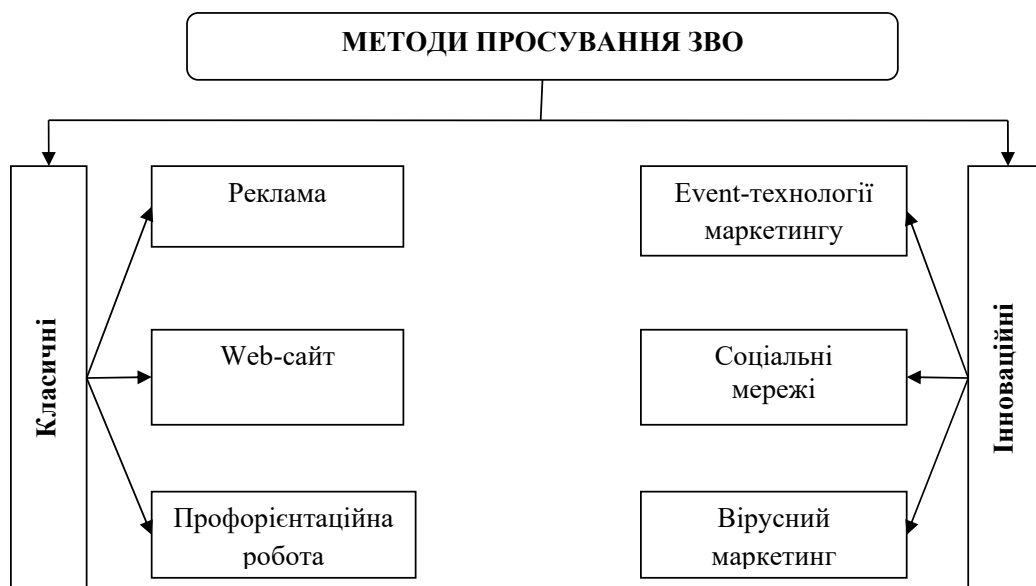 МЕТОДИ ПРОСУВАННЯ ЗВО
Класичні
Реклама
Web-сайт
Профорієнтаційна
робота
Event-технології
маркетингу
Соціальні
мережі
Вірусний
маркетинг
Інноваційні